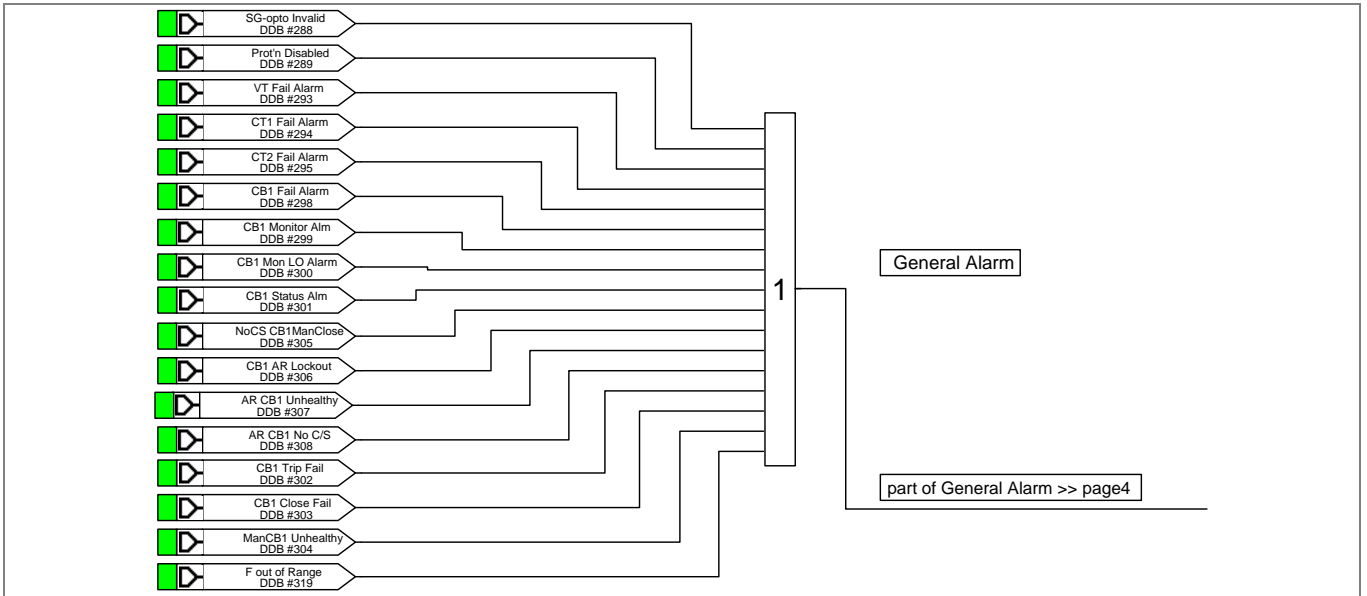 SG-opto Invalid
DDB #288
Prot'n Disabled
DDB #289
VT Fail Alarm
DDB #293
CT1 Fail Alarm
DDB #294
CT2 Fail Alarm
DDB #295
CB1 Fail Alarm
DDB #298
CB1 Monitor Alm
DDB #299
CB1 Mon LO Alarm
DDB #300
CB1 Status Alm
DDB #301
NoCS CB1ManClose
DDB #305
CB1 AR Lockout
DDB #306
AR CB1 Unhealthy
DDB #307
AR CB1 No C/S
DDB #308
CB1 Trip Fail
DDB #302
CB1 Close Fail
DDB #303
ManCB1 Unhealthy
DDB #304
F out of Range
DDB #319
1
General Alarm
part of General Alarm >> page4